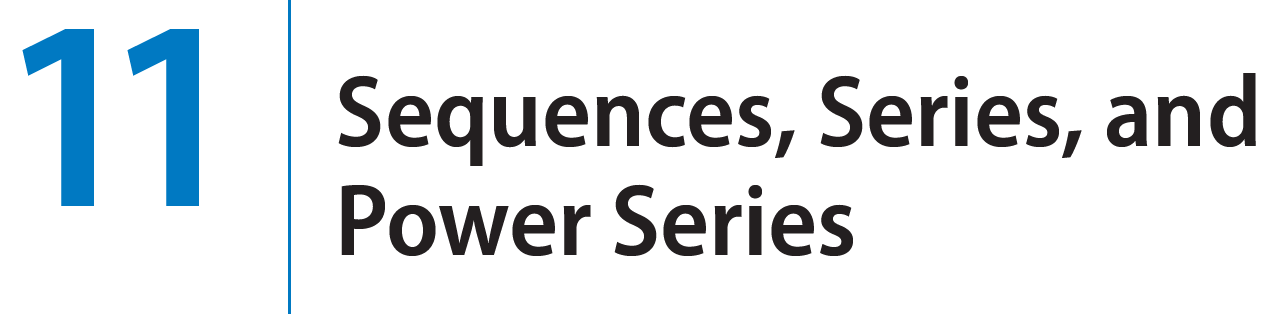 11
Sequences, Series, and
Power Series